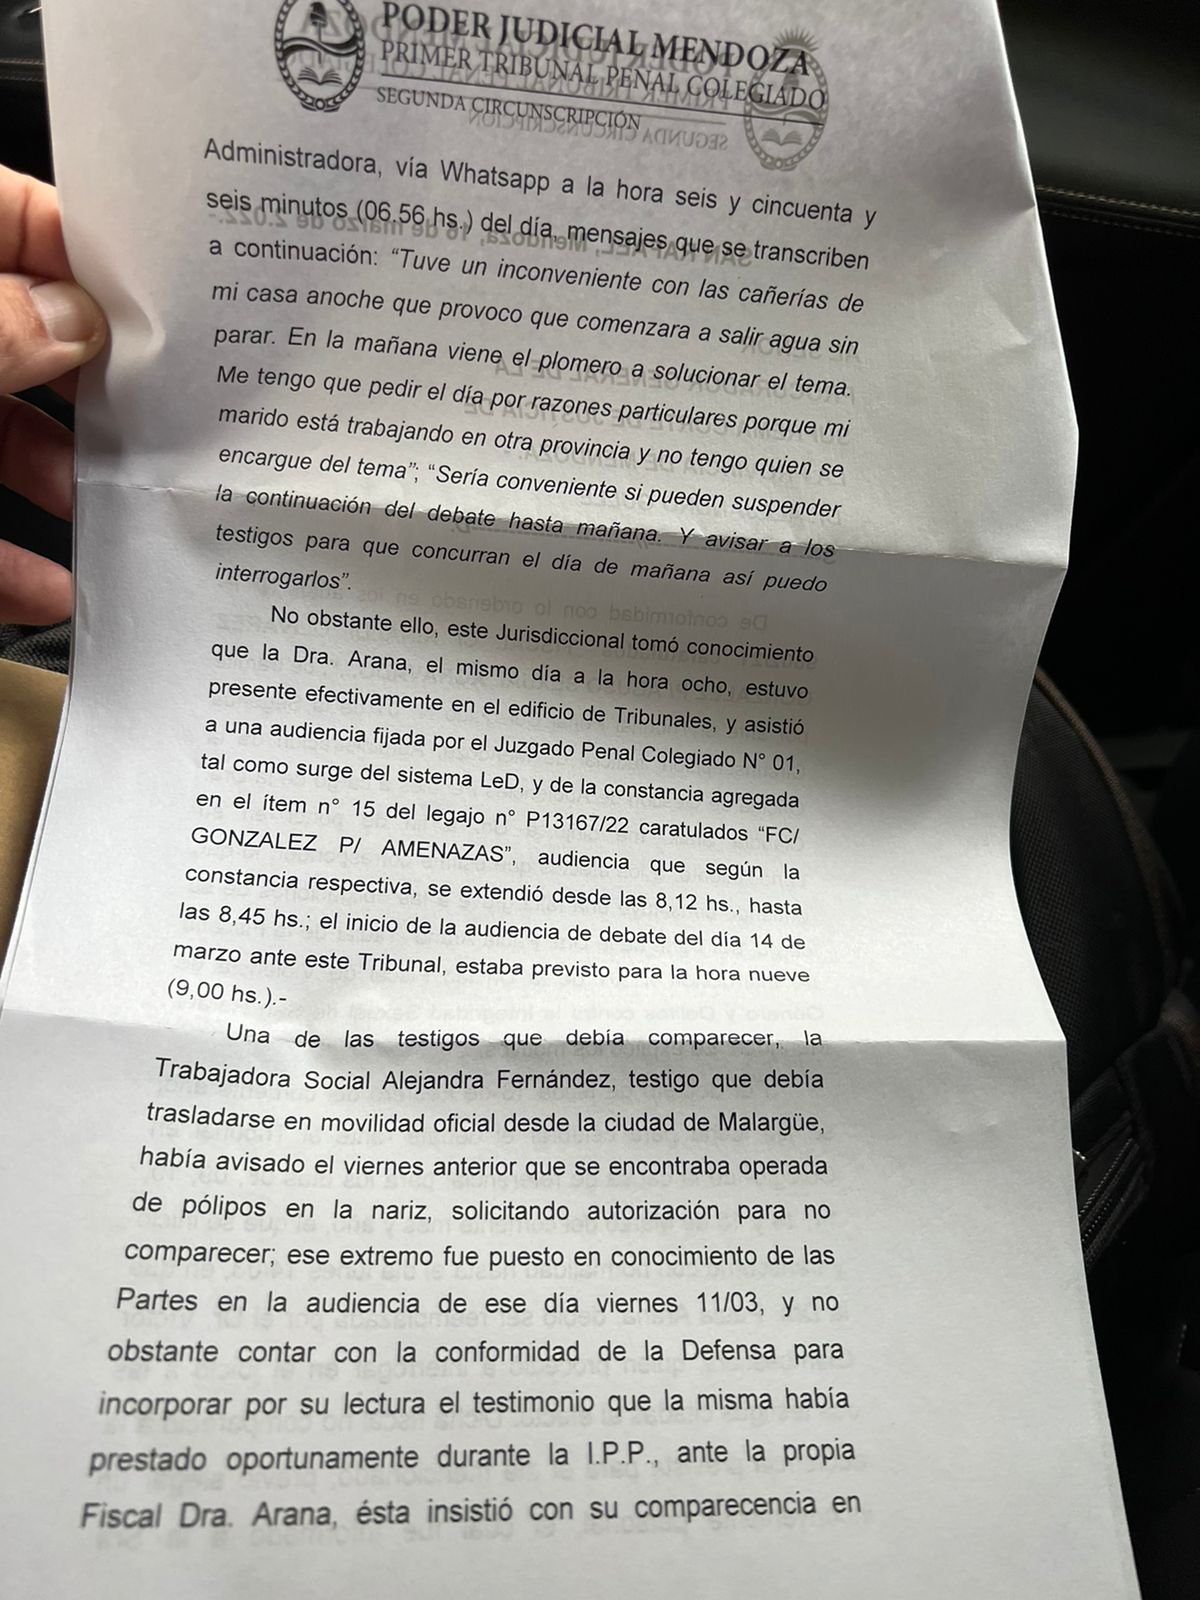 PODER JUDICIAL MENDOZA
PRIMER TRIBUNAL PENAL COLEGIADO
SEGUNDA CIRCUNSCRIPCIÓN
Administradora, vía Whatsapp a la hora seis y cincuenta y
seis minutos (06.56 hs.) del día, mensajes que se transcriben
a continuación: “Tuve un inconveniente con las cañerías de
mi casa anoche que provoco que comenzara a salir agua sin
parar. En la mañana viene el plomero a solucionar el tema.
Me tengo que pedir el día por razones particulares porque mi
marido está trabajando en otra provincia y no tengo quien se
encargue del tema”; “Sería conveniente si pueden suspender
la continuación del debate hasta mañana. Y avisar a los
testigos para que concurran el día de mañana así puedo
interrogarlos”.
No obstante ello, este Jurisdiccional tomó conocimiento
que la Dra. Arana, el mismo día a la hora ocho, estuvo
presente efectivamente en el edificio de Tribunales, y asistió
a una audiencia fijada por el Juzgado Penal Colegiado N° 01,
tal como surge del sistema LeD, y de la constancia agregada
en el ítem n° 15 del legajo n° P13167/22 caratulados “FC/
GONZALEZ P/ AMENAZAS”, audiencia que según la
constancia respectiva, se extendió desde las 8,12 hs., hasta
las 8,45 hs.; el inicio de la audiencia de debate del día 14 de
marzo ante este Tribunal, estaba previsto para la hora nueve
(9,00 hs.).-
Una de las testigos que debía comparecer, la
Trabajadora Social Alejandra Fernández, testigo que debía
trasladarse en movilidad oficial desde la ciudad de Malargüe,
había avisado el viernes anterior que se encontraba operada
de pólipos en la nariz, solicitando autorización para no
comparecer; ese extremo fue puesto en conocimiento de las
Partes en la audiencia de ese día viernes 11/03, y no
obstante contar con la conformidad de la Defensa para
incorporar por su lectura el testimonio que la misma había
prestado oportunamente durante la I.P.P., ante la propia
Fiscal Dra. Arana, ésta insistió con su comparecencia en